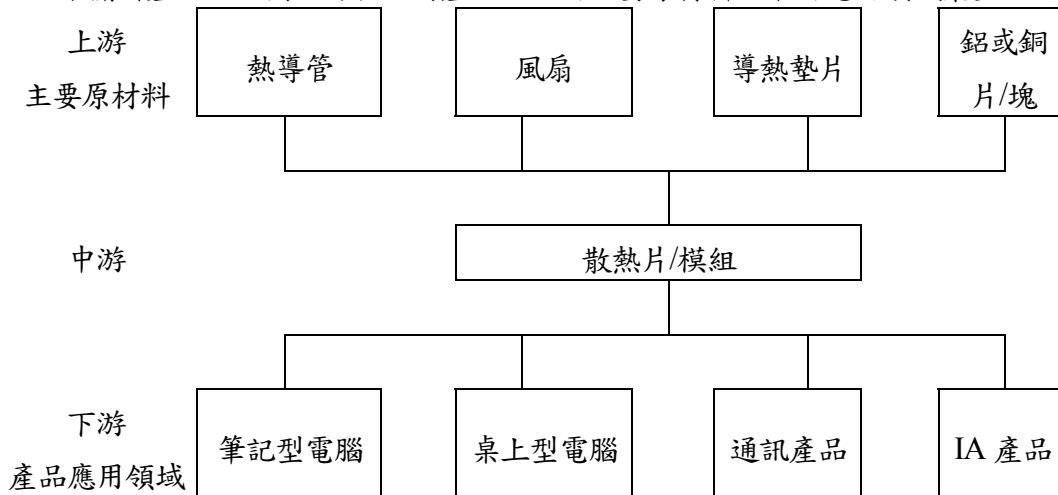 上游
主要原材料
熱導管
風扇
導熱墊片
鋁或銅
片/塊
中游
散熱片/模組
下游
產品應用領域
筆記型電腦
桌上型電腦
通訊產品
IA 產品